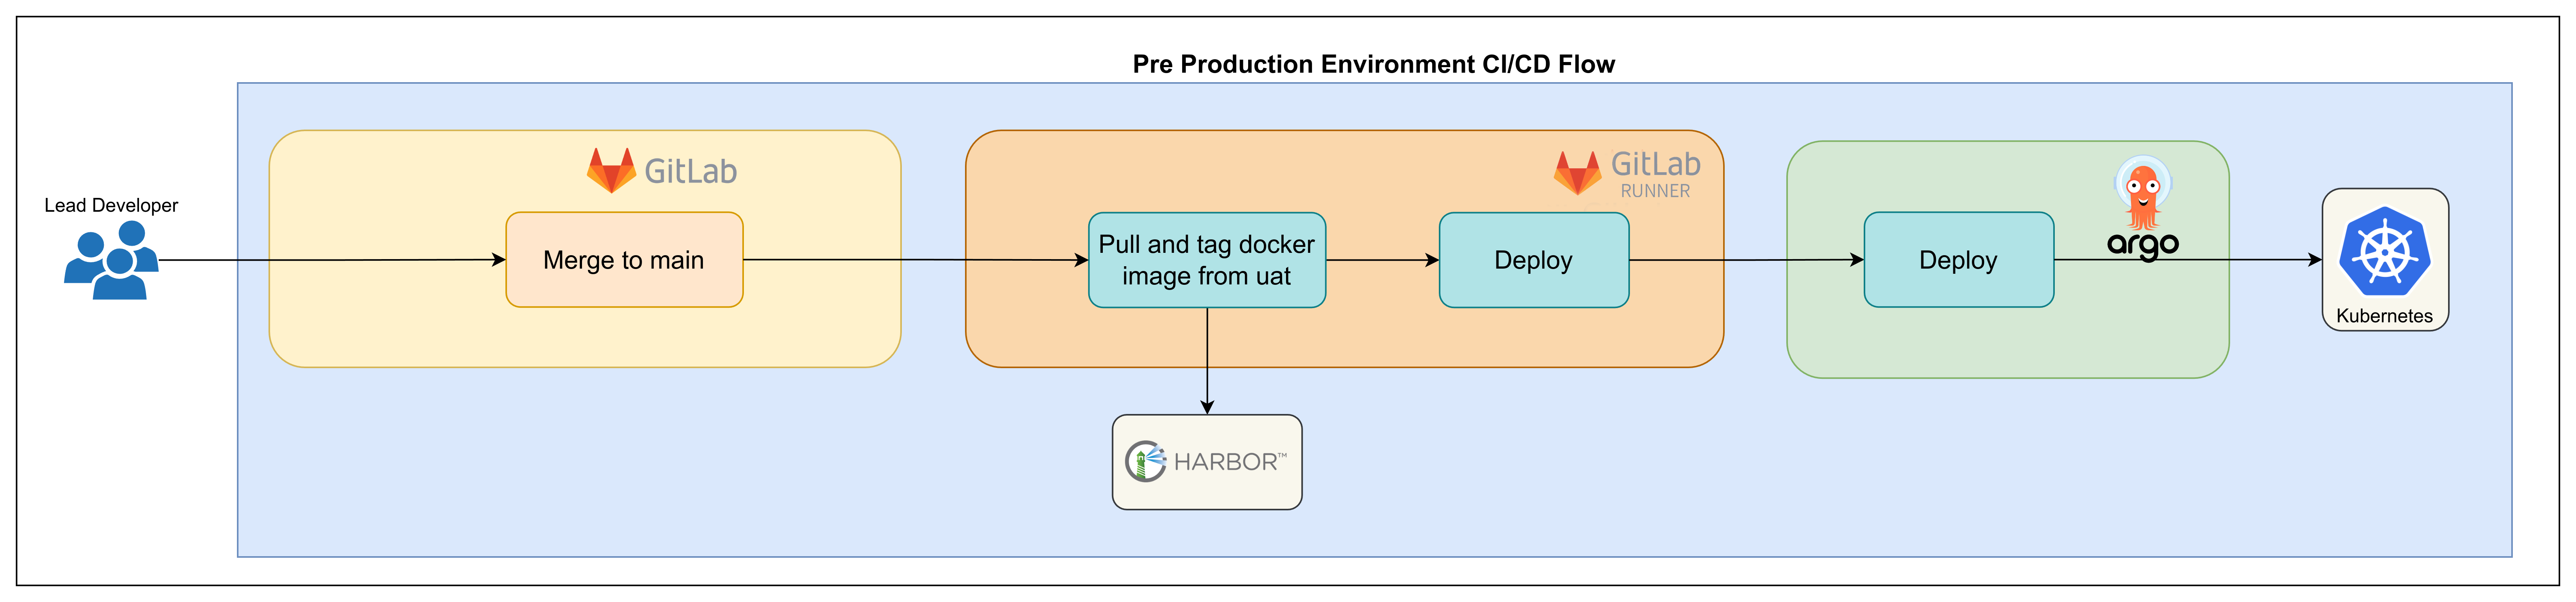 Pre Production Environment CI/CD Flow
Lead Developer
GitLab
Merge to main
GitLab
RUNNER
Pull and tag docker
image from uat
Deploy
Deploy
argo
Kubernetes
HARBOR™